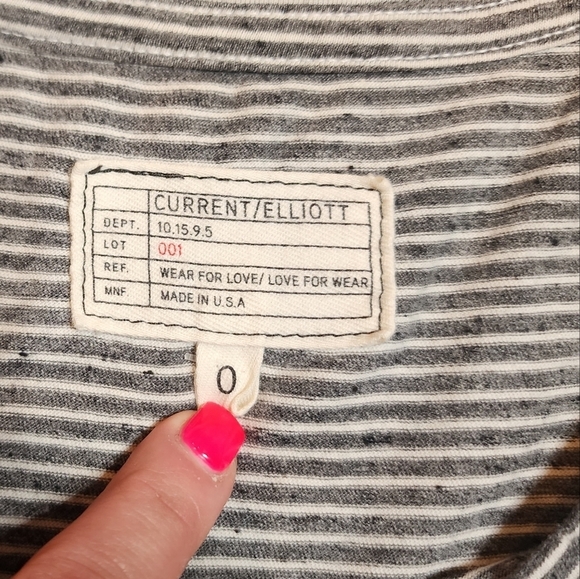 CURRENT/ELLIOTT
DEPT. 10.15.9.5
LOT 001
REF. WEAR FOR LOVE/ LOVE FOR WEAR
MNF. MADE IN U.S.A
0